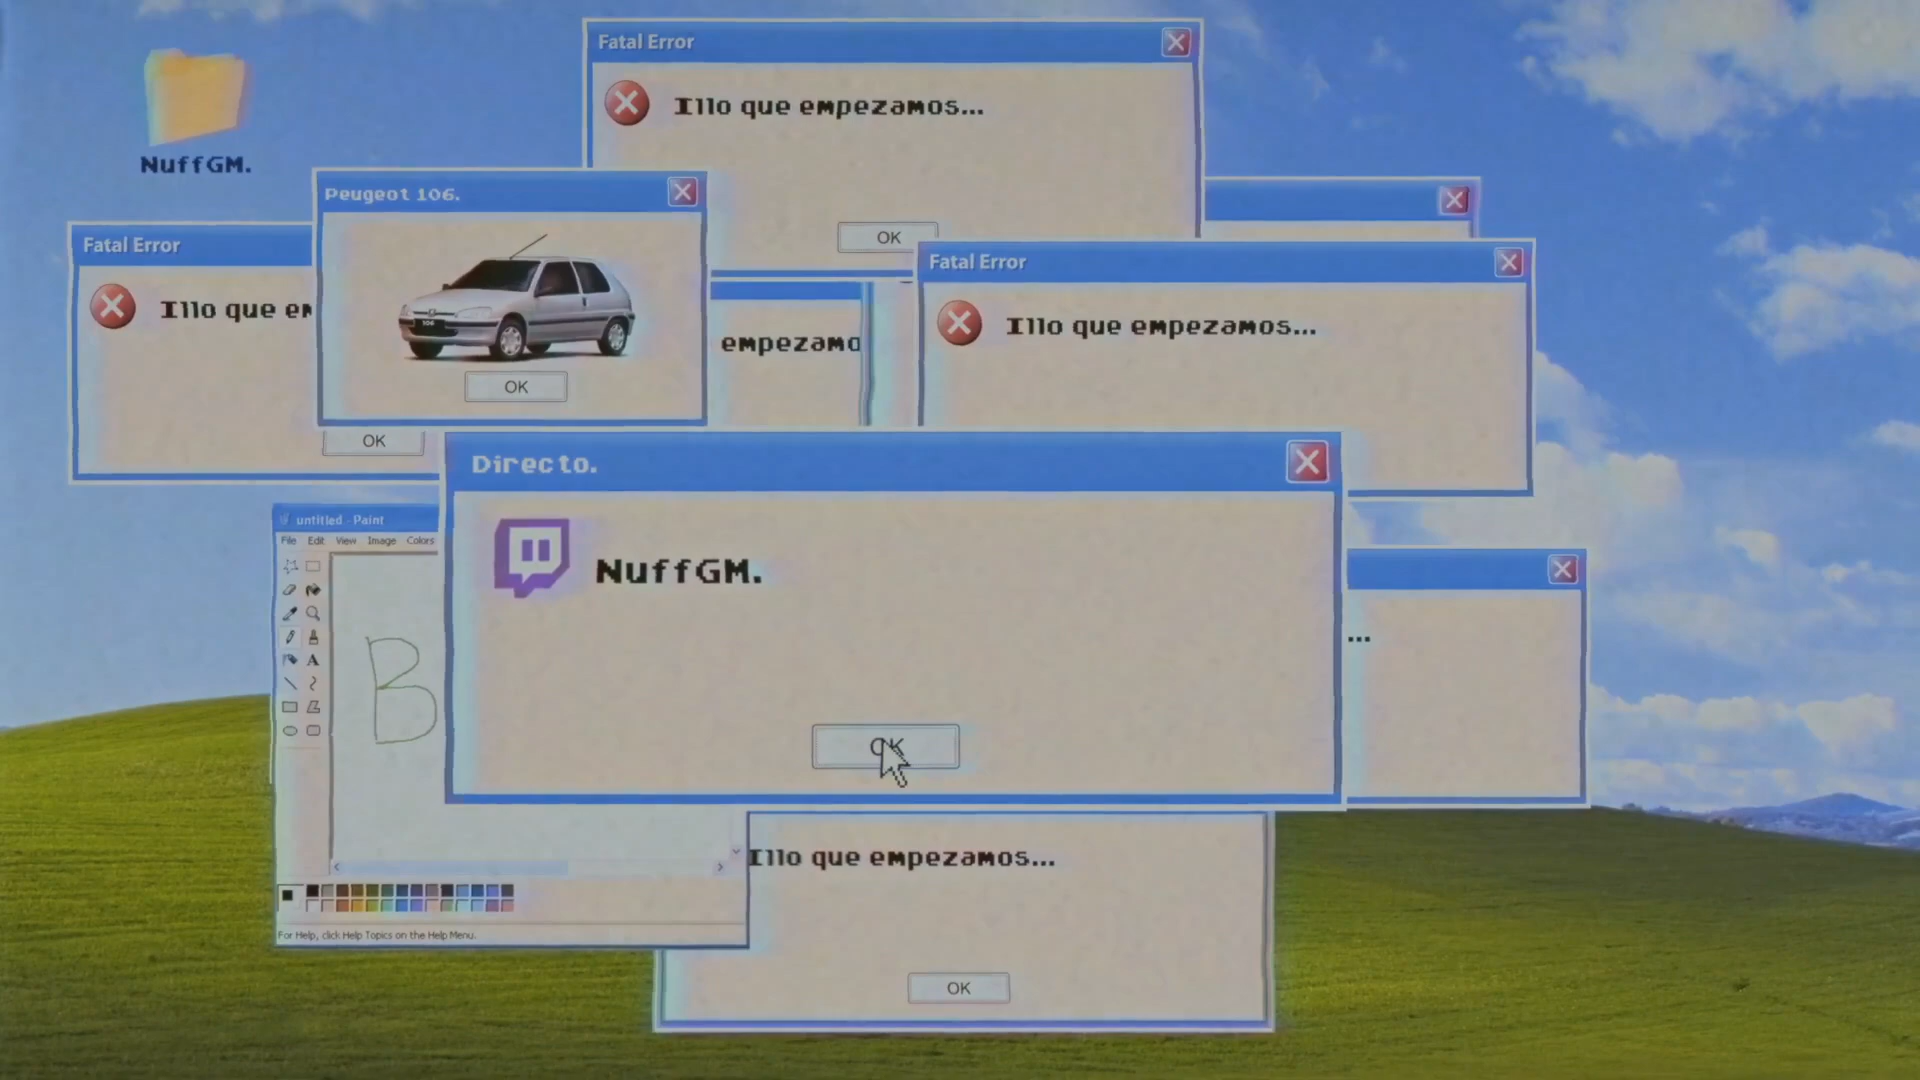 Fatal Error
Illo que empezamos...
OK
NuffGM.
Peugeot 106.
106
OK
Fatal Error
Illo que em
OK
empezamo
Fatal Error
Illo que empezamos...
Directo.
NuffGM.
OK
...
untitled - Paint
File Edit View Image Colors
A
B
For Help, click Help Topics on the Help Menu.
Illo que empezamos...
OK